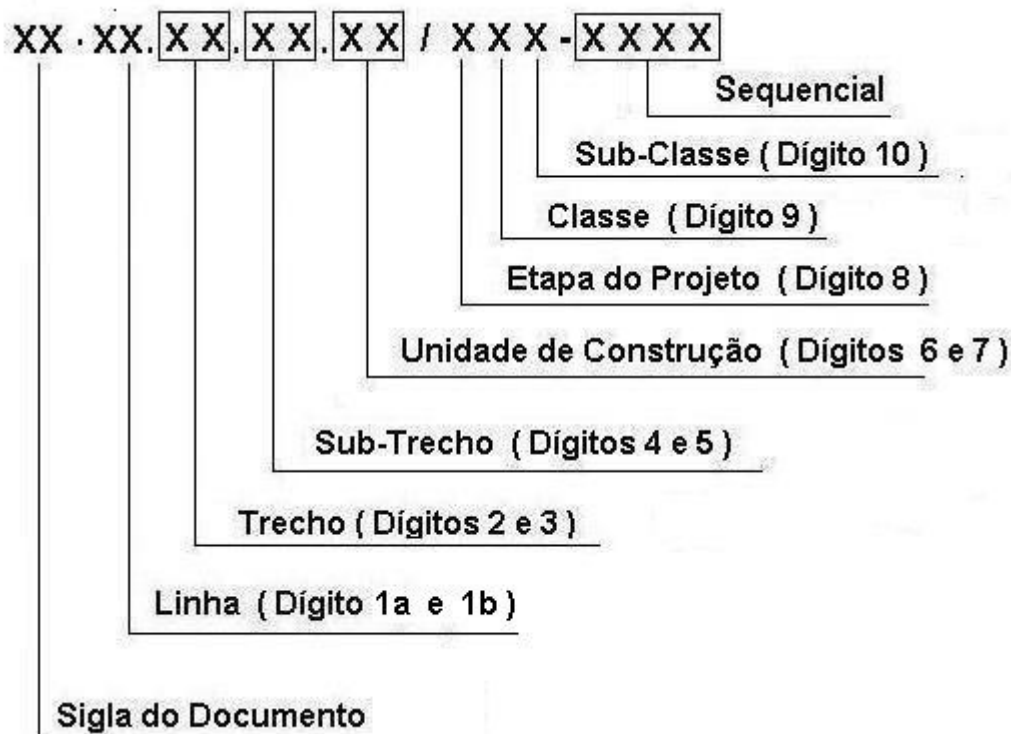 XX · XX.XX.XX.XX / XXX-XXXX
Sequencial
Sub-Classe ( Dígito 10 )
Classe ( Dígito 9 )
Etapa do Projeto ( Dígito 8 )
Unidade de Construção ( Dígitos 6 e 7 )
Sub-Trecho ( Dígitos 4 e 5 )
Trecho ( Dígitos 2 e 3 )
Linha ( Dígito 1a e 1b )
Sigla do Documento